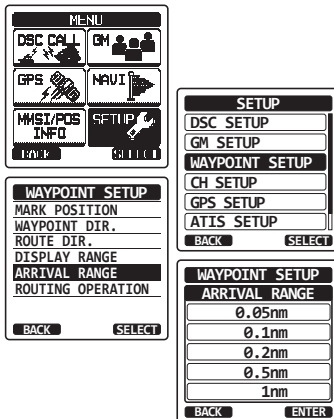 MENU
DSC CALL GM
GPS NAVI
MMSI/POS
INFO SETUP
BACK SELECT
SETUP
DSC SETUP
GM SETUP
WAYPOINT SETUP
CH SETUP
GPS SETUP
ATIS SETUP
BACK SELECT
WAYPOINT SETUP
MARK POSITION
WAYPOINT DIR.
ROUTE DIR.
DISPLAY RANGE
ARRIVAL RANGE
ROUTING OPERATION
BACK SELECT
WAYPOINT SETUP
ARRIVAL RANGE
0.05nm
0.1nm
0.2nm
0.5nm
1nm
BACK ENTER